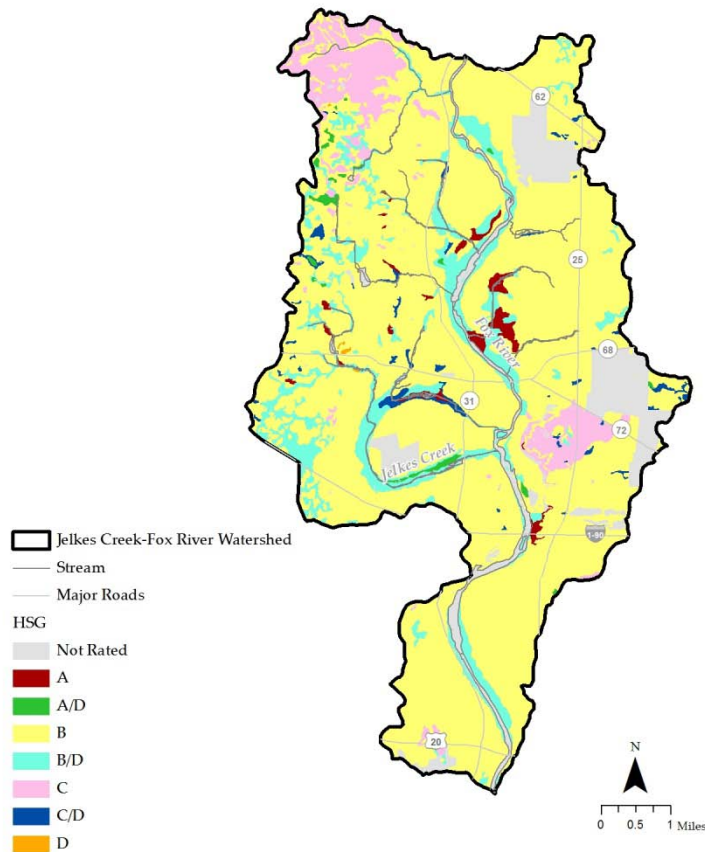 62
25
Fox River
68
31
72
Jelkes Creek
I-90
20
Jelkes Creek-Fox River Watershed
Stream
Major Roads
HSG
Not Rated
A
A/D
B
B/D
C
C/D
D
N
0 0.5 1 Miles